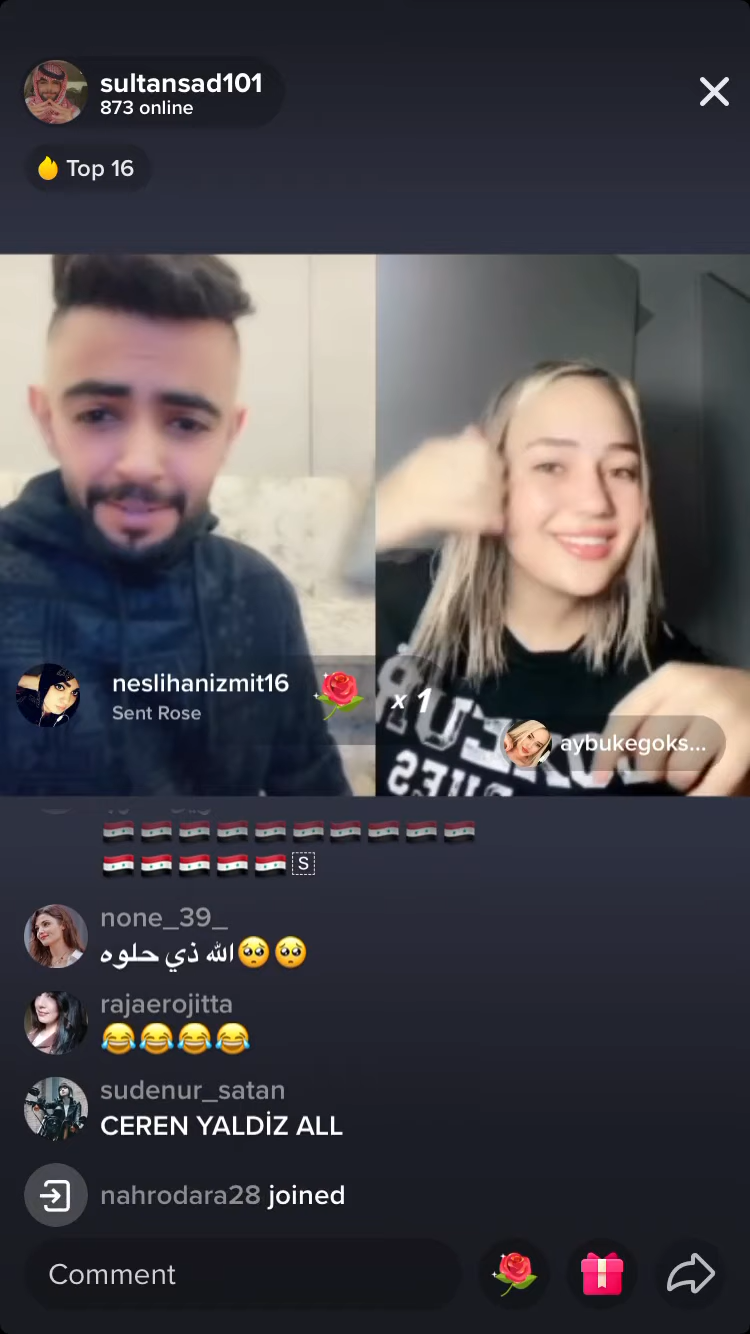 sultansad101
873 online
Top 16
neslihanizmit16
Sent Rose
x 1
aybukegoks...
S
none_39_
الله ذي حلوه
rajaerojitta
sudenur_satan
CEREN YALDİZ ALL
nahrodara28 joined
Comment